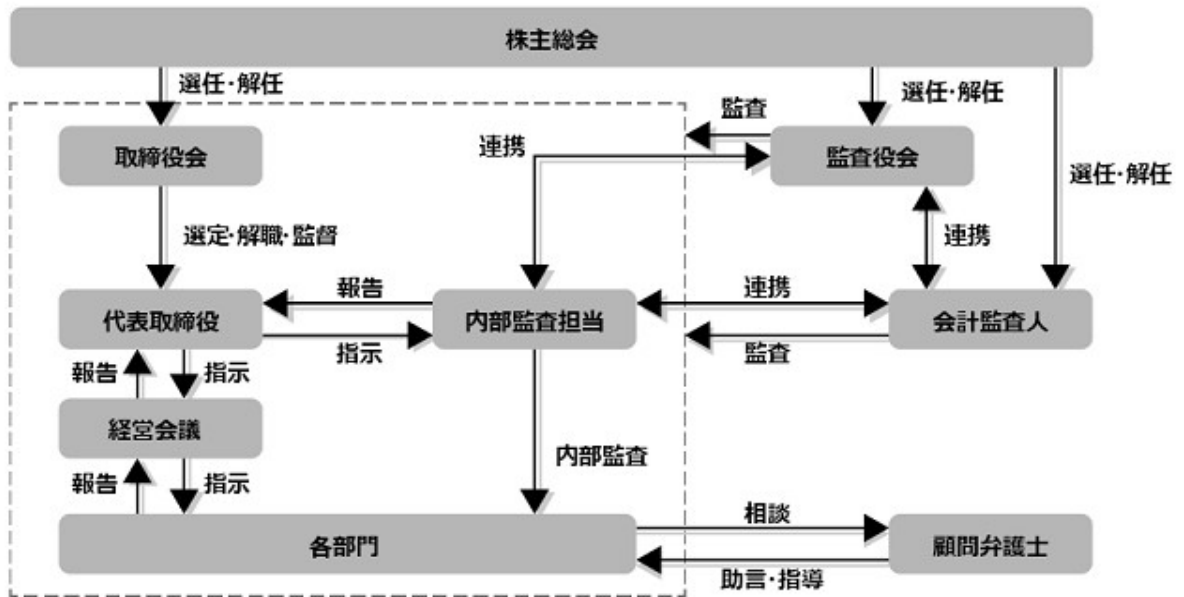 株主総会
選任・解任
選任・解任
監査
取締役会
連携
監査役会
選任・解任
選定・解職・監督
連携
報告
連携
代表取締役
内部監査担当
会計監査人
指示
監査
報告
指示
経営会議
報告
指示
内部監査
相談
各部門
顧問弁護士
助言・指導